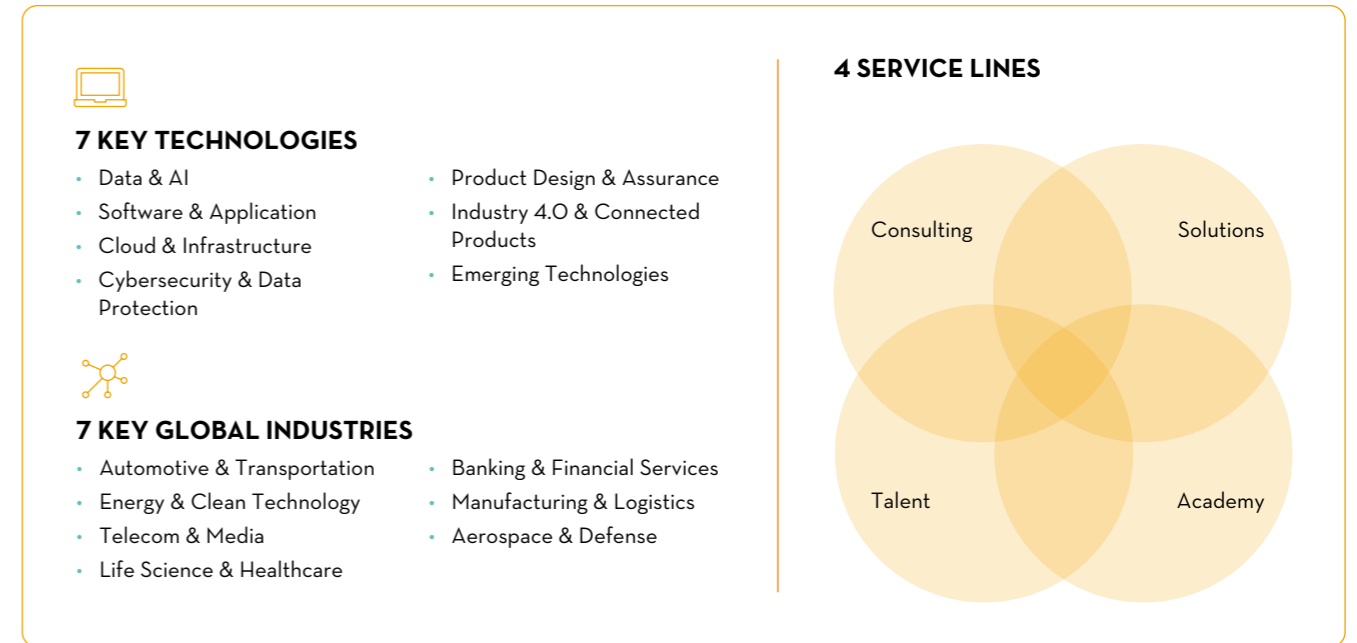 7 KEY TECHNOLOGIES
Data & AI
Software & Application
Cloud & Infrastructure
Cybersecurity & Data
Protection
Product Design & Assurance
Industry 4.0 & Connected
Products
Emerging Technologies
7 KEY GLOBAL INDUSTRIES
Automotive & Transportation
Energy & Clean Technology
Telecom & Media
Life Science & Healthcare
Banking & Financial Services
Manufacturing & Logistics
Aerospace & Defense
4 SERVICE LINES
Consulting
Solutions
Talent
Academy